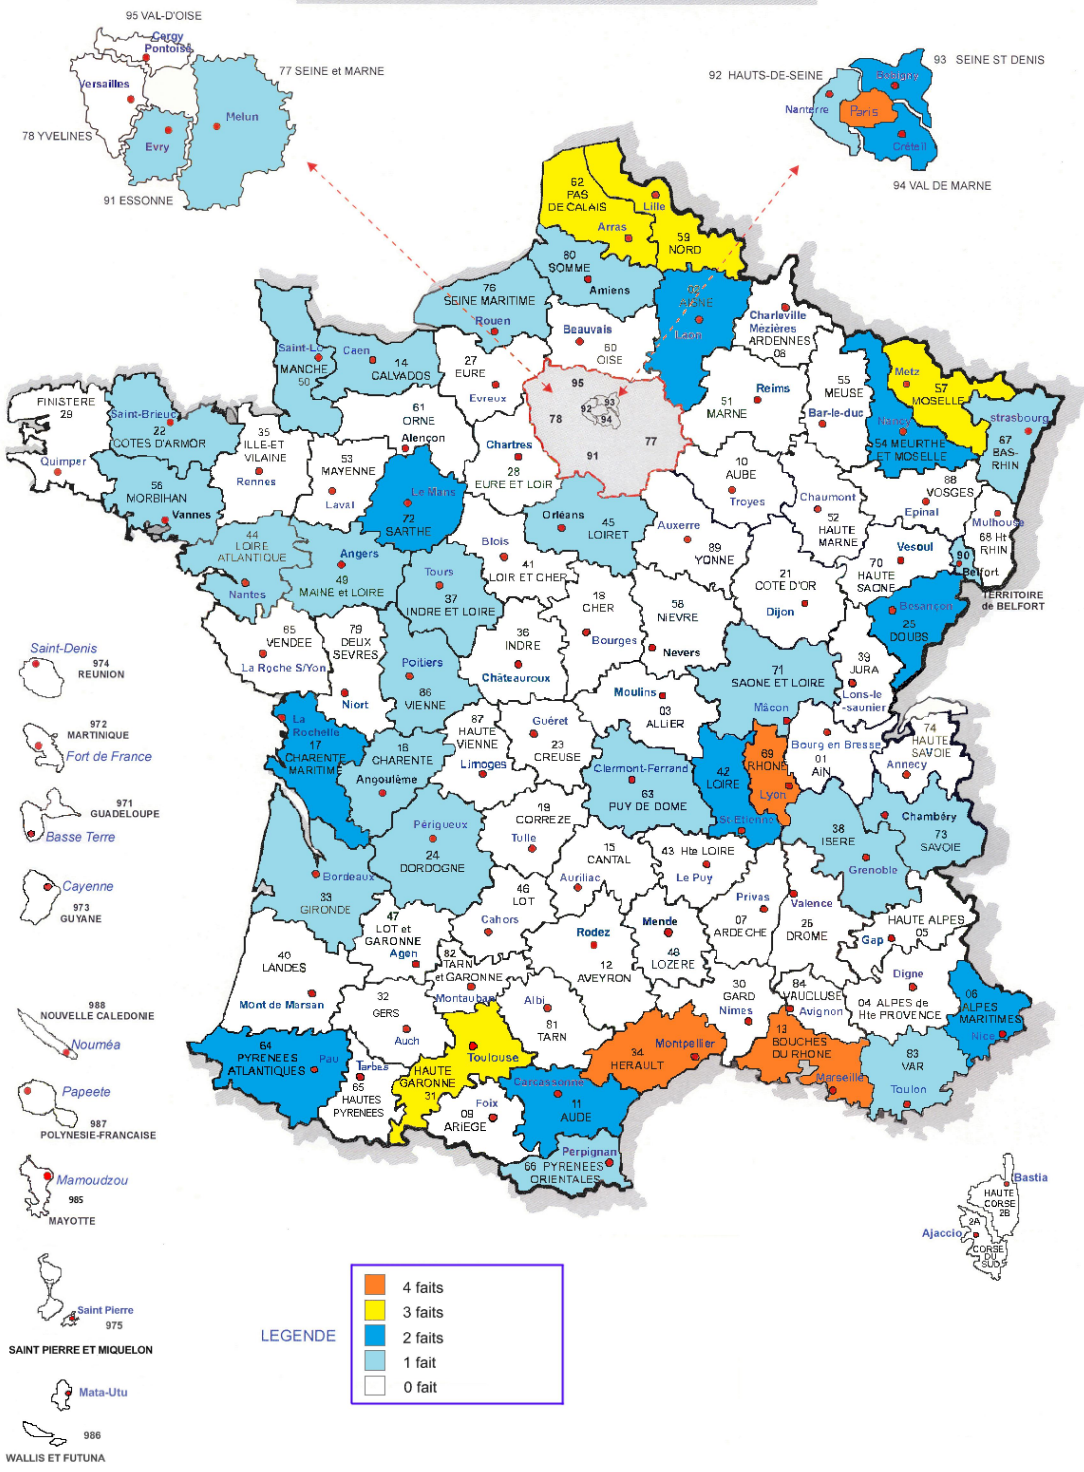 95 VAL-D'OISE
Cergy
Pontoise
Versailles
77 SEINE et MARNE
Melun
78 YVELINES
Evry
91 ESSONNE
93 SEINE ST DENIS
92 HAUTS-DE-SEINE
Bobigny
Nanterre
Paris
Créteil
94 VAL DE MARNE
62
PAS
DE CALAIS
Lille
Arras
59
NORD
80
SOMME
Amiens
76
SEINE MARITIME
Rouen
02
AISNE
Laon
Charleville
Mézières
ARDENNES
08
Beauvais
60
OISE
Saint-Lo
MANCHE
50
Caen
14
CALVADOS
27
EURE
Evreux
95
93
92
94
78
77
91
51
MARNE
Reims
55
MEUSE
Bar-le-duc
Metz
57
MOSELLE
Nancy
54 MEURTHE
ET MOSELLE
strasbourg
67
BAS-
RHIN
FINISTERE
29
Quimper
Saint-Brieuc
22
COTES D'ARMOR
35
ILLE-ET
VILAINE
Rennes
56
MORBIHAN
Vannes
61
ORNE
Alençon
53
MAYENNE
Laval
Le Mans
72
SARTHE
Chartres
28
EURE ET LOIR
10
AUBE
Troyes
Chaumont
52
HAUTE
MARNE
88
VOSGES
Epinal
Mulhouse
68 Ht
RHIN
Orléans
45
LOIRET
Auxerre
89
YONNE
Vesoul
70
HAUTE
SAONE
90
Belfort
TERRITOIRE
de BELFORT
44
LOIRE
ATLANTIQUE
Nantes
Angers
49
MAINE et LOIRE
Tours
37
INDRE ET LOIRE
Blois
41
LOIR ET CHER
18
CHER
Bourges
58
NIEVRE
Nevers
21
COTE D'OR
Dijon
Besançon
25
DOUBS
85
VENDEE
La Roche S/Yon
79
DEUX
SEVRES
Niort
Poitiers
86
VIENNE
36
INDRE
Châteauroux
71
SAONE ET LOIRE
Mâcon
39
JURA
Lons-le
-saunier
Moulins
03
ALLIER
La
Rochelle
17
CHARENTE
MARITIME
16
CHARENTE
Angoulême
87
HAUTE
VIENNE
Limoges
Guéret
23
CREUSE
Clermont-Ferrand
63
PUY DE DOME
42
LOIRE
St Etienne
69
RHONE
Lyon
Bourg en Bresse
01
AIN
74
HAUTE
SAVOIE
Annecy
Chambéry
73
SAVOIE
38
ISERE
Grenoble
Périgueux
24
DORDOGNE
19
CORREZE
Tulle
15
CANTAL
Auriliac
43 Hte LOIRE
Le Puy
Bordeaux
33
GIRONDE
46
LOT
Cahors
47
LOT et
GARONNE
Agen
Privas
07
ARDECHE
Valence
26
DROME
HAUTE ALPES
05
Gap
Rodez
12
AVEYRON
Mende
48
LOZERE
40
LANDES
Mont de Marsan
82
TARN
et GARONNE
Montauban
Albi
81
TARN
32
GERS
Auch
30
GARD
Nimes
84
VAUCLUSE
Avignon
Digne
04 ALPES de
Hte PROVENCE
06
ALPES
MARITIMES
Nice
64
PYRENEES
ATLANTIQUES
Pau
Tarbes
65
HAUTES
PYRENEES
Toulouse
HAUTE
GARONNE
31
Foix
09
ARIEGE
Carcassonne
11
AUDE
Perpignan
66 PYRENEES
ORIENTALES
34
HERAULT
Montpellier
13
BOUCHES
DU RHONE
Marseille
83
VAR
Toulon
Bastia
HAUTE
CORSE
2B
Ajaccio
2A
CORSE
DU
SUD
Saint-Denis
974
REUNION
972
MARTINIQUE
Fort de France
971
GUADELOUPE
Basse Terre
Cayenne
973
GUYANE
988
NOUVELLE CALEDONIE
Nouméa
Papeete
987
POLYNESIE-FRANCAISE
Mamoudzou
985
MAYOTTE
Saint Pierre
975
SAINT PIERRE ET MIQUELON
Mata-Utu
986
WALLIS ET FUTUNA
LEGENDE
4 faits
3 faits
2 faits
1 fait
0 fait